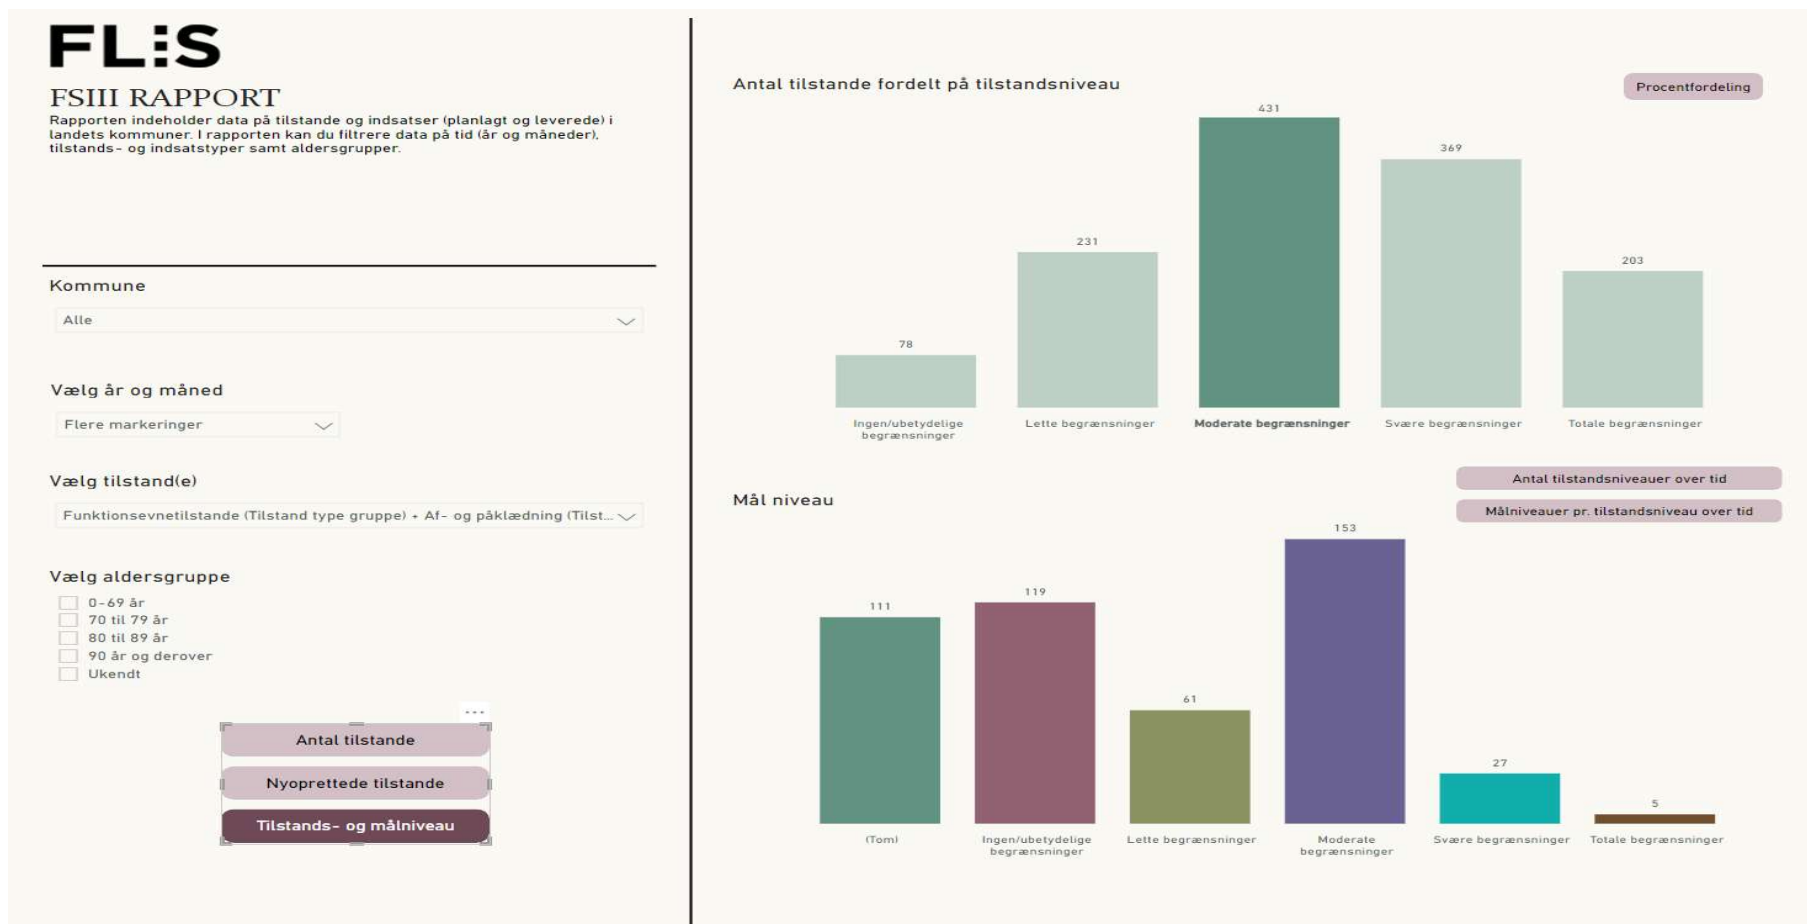 FLIS
FSIII RAPPORT
Rapporten indeholder data på tilstande og indsatser (planlagt og leverede) i
landets kommuner. I rapporten kan du filtrere data på tid (år og måneder),
tilstands- og indsatstyper samt aldersgrupper.
Kommune
Alle
Vælg år og måned
Flere markeringer
Vælg tilstand(e)
Funktionsevnetilstande (Tilstand type gruppe) + Af- og påklædning (Tilst...
Vælg aldersgruppe
0-69 år
70 til 79 år
80 til 89 år
90 år og derover
Ukendt
...
Antal tilstande
Nyoprettede tilstande
Tilstands- og målniveau
Antal tilstande fordelt på tilstandsniveau
Procentfordeling
431
369
231
203
78
Ingen/ubetydelige
begrænsninger
Lette begrænsninger
Moderate begrænsninger
Svære begrænsninger
Totale begrænsninger
Antal tilstandsniveauer over tid
Mål niveau
Målniveauer pr. tilstandsniveau over tid
153
119
111
61
27
5
(Tom)
Ingen/ubetydelige
begrænsninger
Lette begrænsninger
Moderate
begrænsninger
Svære begrænsninger
Totale begrænsninger